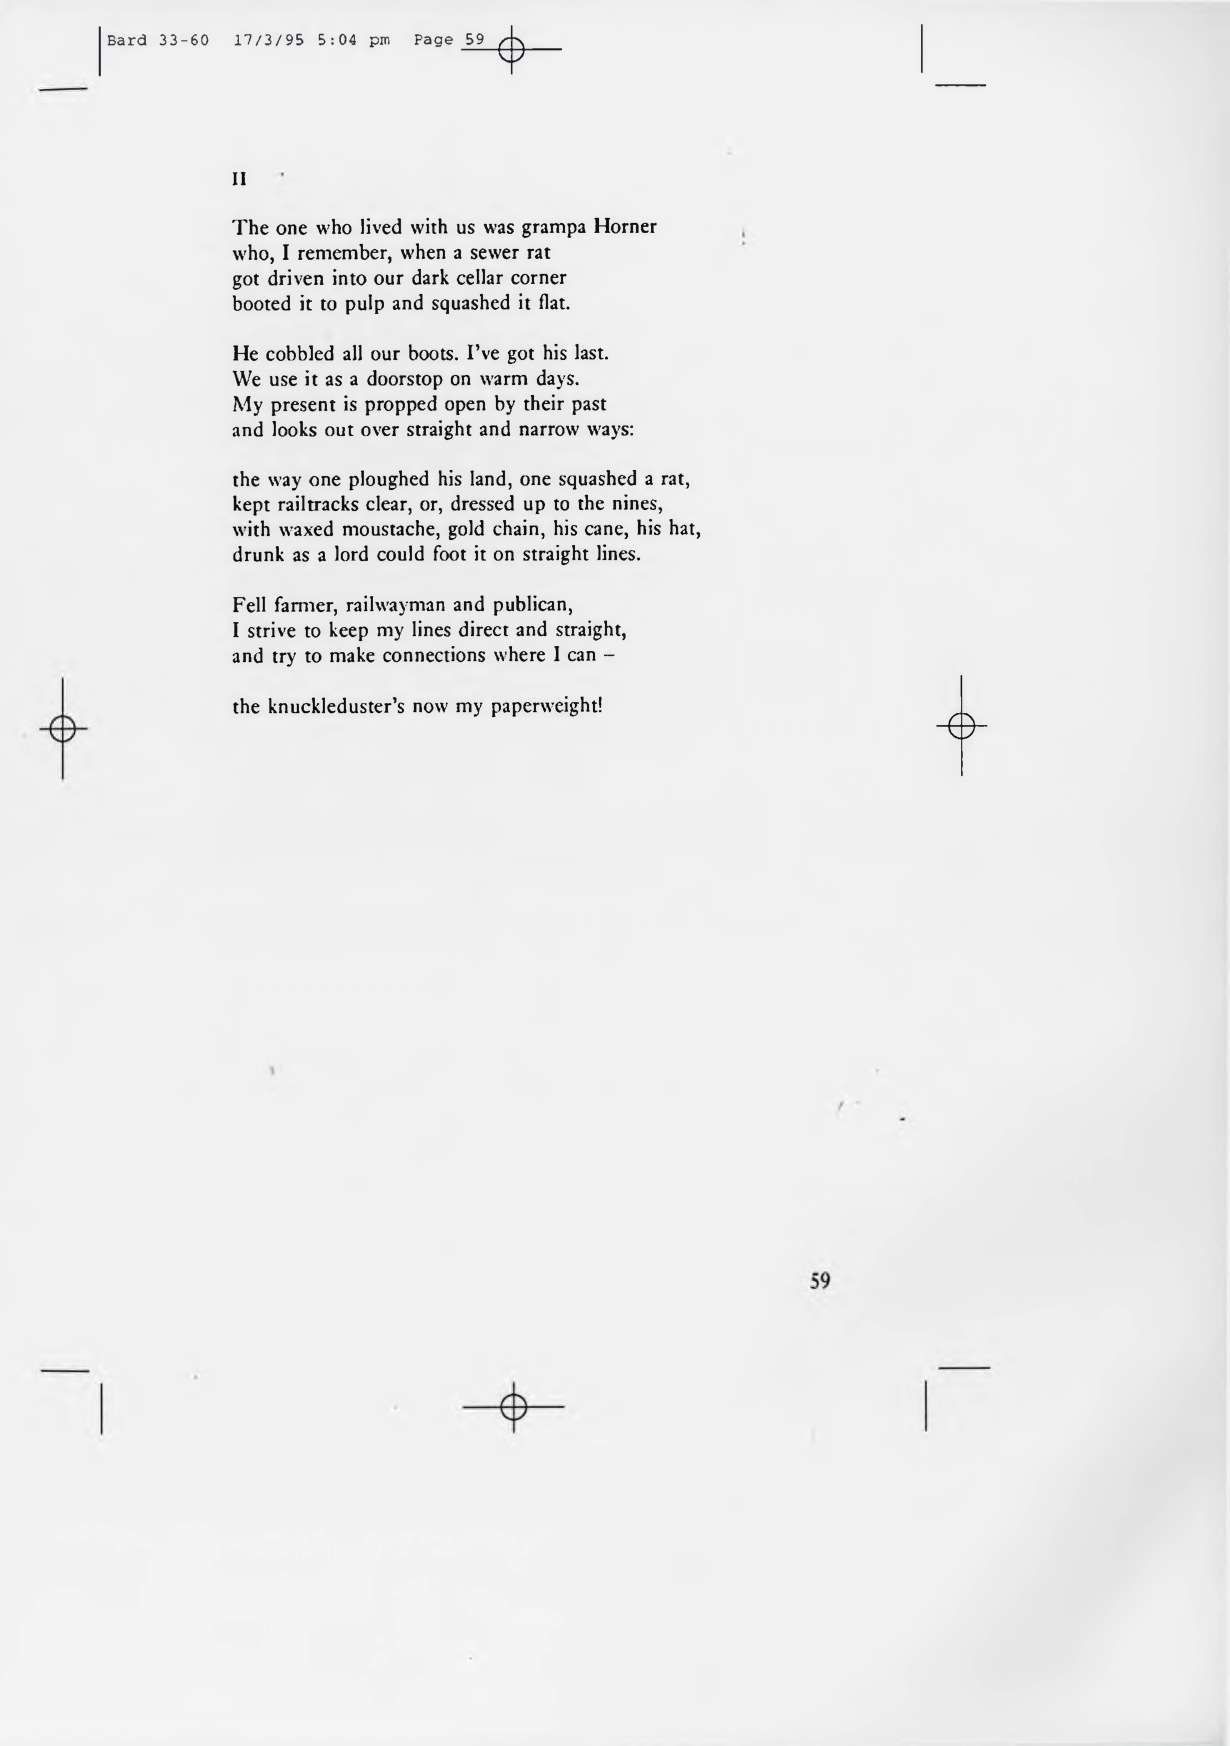 Bard 33-60 17/3/95 5:04 pm Page 59
II
The one who lived with us was grampa Horner
who, I remember, when a sewer rat
got driven into our dark cellar corner
booted it to pulp and squashed it flat.
He cobbled all our boots. I've got his last.
We use it as a doorstop on warm days.
My present is propped open by their past
and looks out over straight and narrow ways:
the way one ploughed his land, one squashed a rat,
kept railtracks clear, or, dressed up to the nines,
with waxed moustache, gold chain, his cane, his hat,
drunk as a lord could foot it on straight lines.
Fell farmer, railwayman and publican,
I strive to keep my lines direct and straight,
and try to make connections where I can –
the knuckleduster's now my paperweight!
59